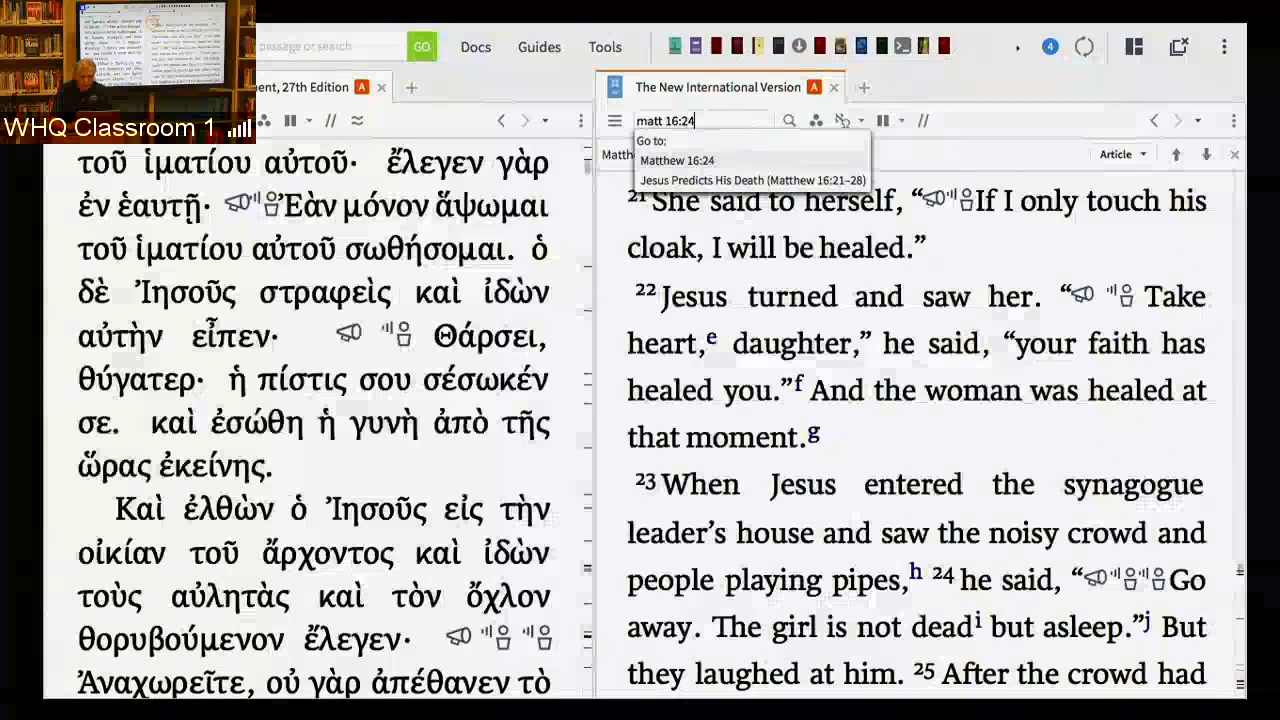 WHQ Classroom 1
passage or search
GO
Docs
Guides
Tools
4
ent, 27th Edition
A
The New International Version
A
matt 16:24
Go to:
Matthew 16:24
Jesus Predicts His Death (Matthew 16:21–28)
Matth
Article
τοῦ ἱματίου αὐτοῦ· ἔλεγεν γὰρ
ἐν ἑαυτῇ· Ἐὰν μόνον ἅψωμαι
τοῦ ἱματίου αὐτοῦ σωθήσομαι. ὁ
δὲ Ἰησοῦς στραφεὶς καὶ ἰδὼν
αὐτὴν εἶπεν· Θάρσει,
θύγατερ· ἡ πίστις σου σέσωκέν
σε. καὶ ἐσώθη ἡ γυνὴ ἀπὸ τῆς
ὥρας ἐκείνης.
Καὶ ἐλθὼν ὁ Ἰησοῦς εἰς τὴν
οἰκίαν τοῦ ἄρχοντος καὶ ἰδὼν
τοὺς αὐλητὰς καὶ τὸν ὄχλον
θορυβούμενον ἔλεγεν·
Ἀναχωρεῖτε, οὐ γὰρ ἀπέθανεν τὸ
21 She said to herself, “If I only touch his
cloak, I will be healed.”
22 Jesus turned and saw her. “Take
heart,e daughter,” he said, “your faith has
healed you.”f And the woman was healed at
that moment.g
23 When Jesus entered the synagogue
leader’s house and saw the noisy crowd and
people playing pipes,h 24 he said, “Go
away. The girl is not deadi but asleep.”j But
they laughed at him. 25 After the crowd had